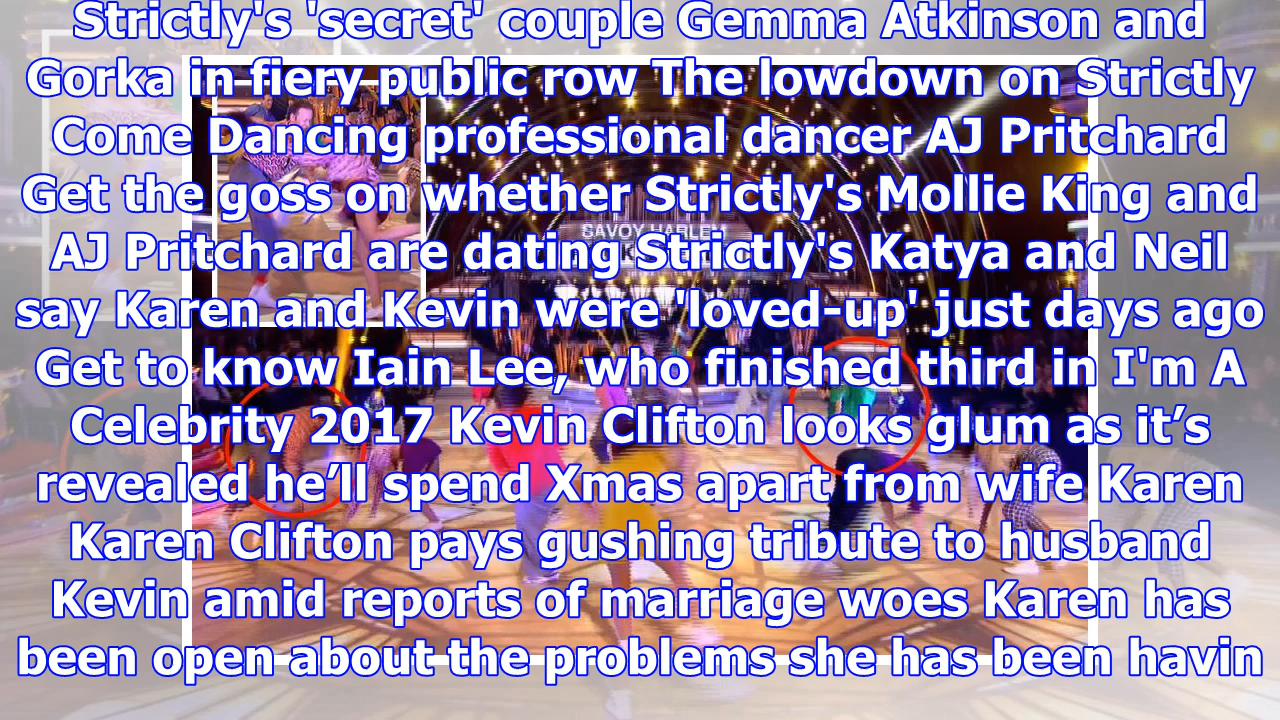 Strictly's 'secret' couple Gemma Atkinson and
Gorka in fiery public row The lowdown on Strictly
Come Dancing professional dancer AJ Pritchard
Get the goss on whether Strictly's Mollie King and
AJ Pritchard are dating Strictly's Katya and Neil
say Karen and Kevin were 'loved-up' just days ago
Get to know Iain Lee, who finished third in I'm A
Celebrity 2017 Kevin Clifton looks glum as it’s
revealed he’ll spend Xmas apart from wife Karen
Karen Clifton pays gushing tribute to husband
Kevin amid reports of marriage woes Karen has
been open about the problems she has been havin
SAVOY